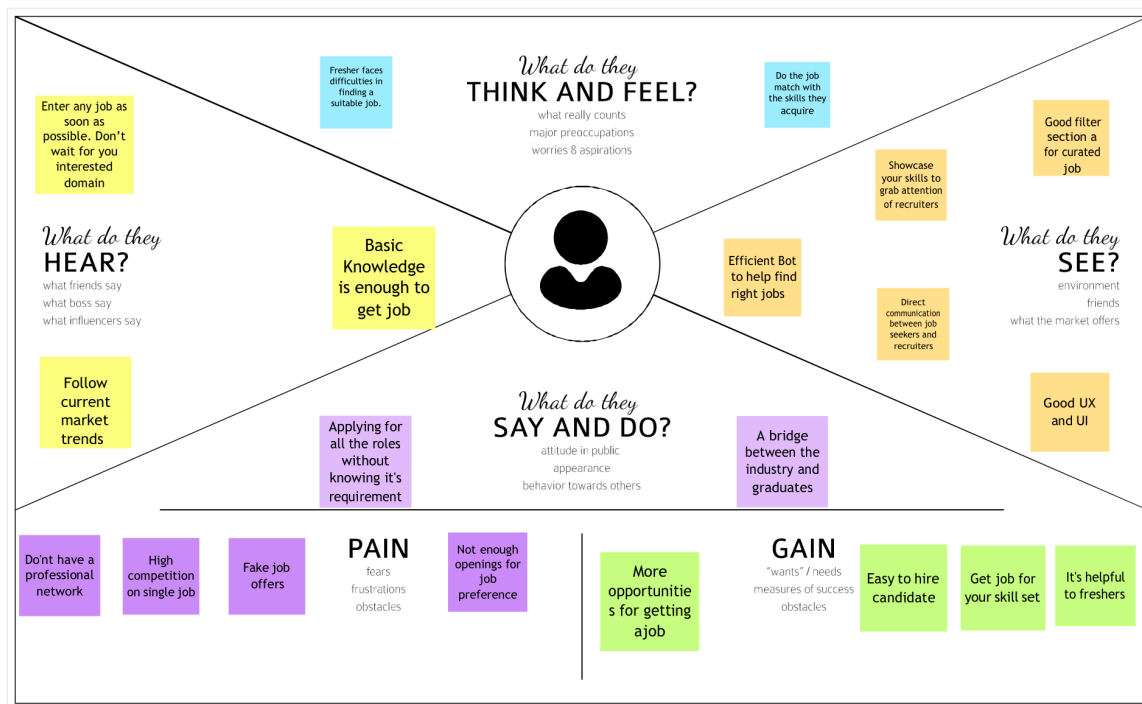 What do they
THINK AND FEEL?
what really counts
major preoccupations
worries & aspirations
Fresher faces
difficulties in
finding a
suitable job.
Do the job
match with
the skills they
acquire
Enter any job as
soon as
possible. Don’t
wait for you
interested
domain
What do they
HEAR?
what friends say
what boss say
what influencers say
Basic
Knowledge
is enough to
get job
Follow
current
market
trends
Good filter
section a
for curated
job
Showcase
your skills to
grab attention
of recruiters
What do they
SEE?
environment
friends
what the market offers
Efficient Bot
to help find
right jobs
Direct
communication
between job
seekers and
recruiters
Good UX
and UI
What do they
SAY AND DO?
attitude in public
appearance
behavior towards others
Applying for
all the roles
without
knowing it's
requirement
A bridge
between the
industry and
graduates
PAIN
fears
frustrations
obstacles
Do'nt have a
professional
network
High
competition
on single job
Fake job
offers
Not enough
openings for
job
preference
GAIN
“wants” / needs
measures of success
obstacles
More
opportunitie
s for getting
ajob
Easy to hire
candidate
Get job for
your skill set
It's helpful
to freshers